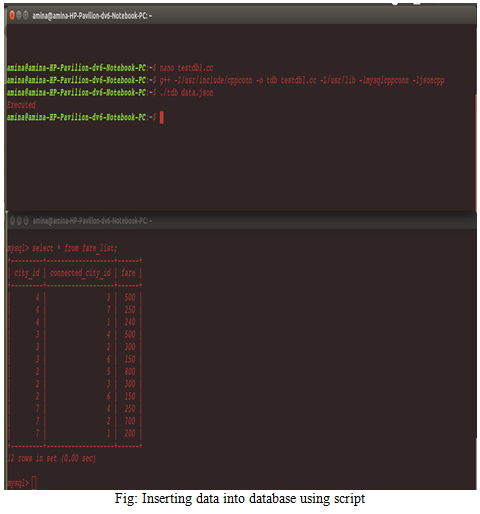 amina@amina-HP-Pavilion-dv6-Notebook-PC: ~
amina@amina-HP-Pavilion-dv6-Notebook-PC:~$ nano testdb1.cc
amina@amina-HP-Pavilion-dv6-Notebook-PC:~$ g++ -I/usr/include/cppconn -o tdb testdb1.cc -L/usr/lib -lmysqlcppconn -ljsoncpp
amina@amina-HP-Pavilion-dv6-Notebook-PC:~$ ./tdb data.json
Executed
amina@amina-HP-Pavilion-dv6-Notebook-PC:~$
amina@amina-HP-Pavilion-dv6-Notebook-PC: ~
mysql> select * from fare_list;
+---------+-------------------+------+
| city_id | connected_city_id | fare |
+---------+-------------------+------+
| 4 | 3 | 500 |
| 4 | 7 | 250 |
| 4 | 1 | 240 |
| 3 | 4 | 500 |
| 3 | 2 | 300 |
| 3 | 6 | 150 |
| 2 | 5 | 800 |
| 2 | 3 | 300 |
| 2 | 6 | 150 |
| 7 | 4 | 250 |
| 7 | 2 | 700 |
| 7 | 1 | 200 |
+---------+-------------------+------+
12 rows in set (0.00 sec)
mysql>
Fig: Inserting data into database using script